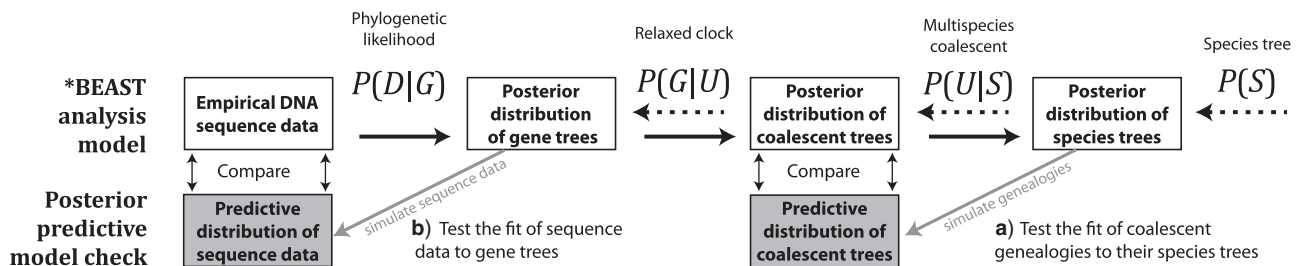 Phylogenetic
likelihood
Relaxed clock
Multispecies
coalescent
Species tree
*BEAST
analysis
model
Empirical DNA
sequence data
P(D|G)
Posterior
distribution
of gene trees
P(G|U)
Posterior
distribution of
coalescent trees
P(U|S)
Posterior
distribution of
species trees
P(S)
Compare
simulate sequence data
Compare
simulate genealogies
Posterior
predictive
model check
Predictive
distribution of
sequence data
b) Test the fit of sequence
data to gene trees
Predictive
distribution of
coalescent trees
a) Test the fit of coalescent
genealogies to their species trees